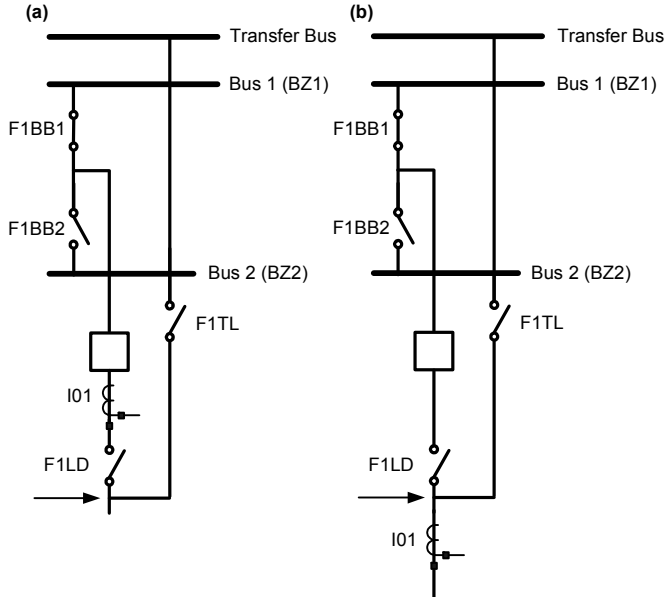 (a)
Transfer Bus
Bus 1 (BZ1)
F1BB1
F1BB2
Bus 2 (BZ2)
F1TL
I01
F1LD
(b)
Transfer Bus
Bus 1 (BZ1)
F1BB1
F1BB2
Bus 2 (BZ2)
F1TL
F1LD
I01